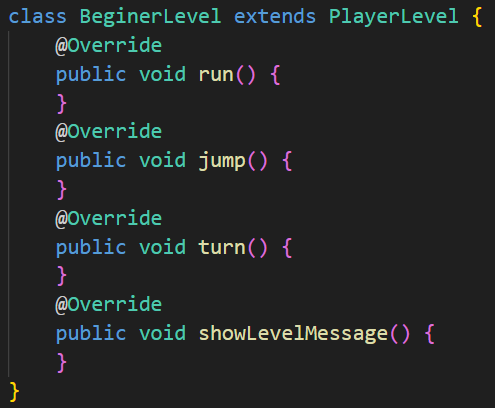 class BeginerLevel extends PlayerLevel {
    @Override
    public void run() {
    }
    @Override
    public void jump() {
    }
    @Override
    public void turn() {
    }
    @Override
    public void showLevelMessage() {
    }
}